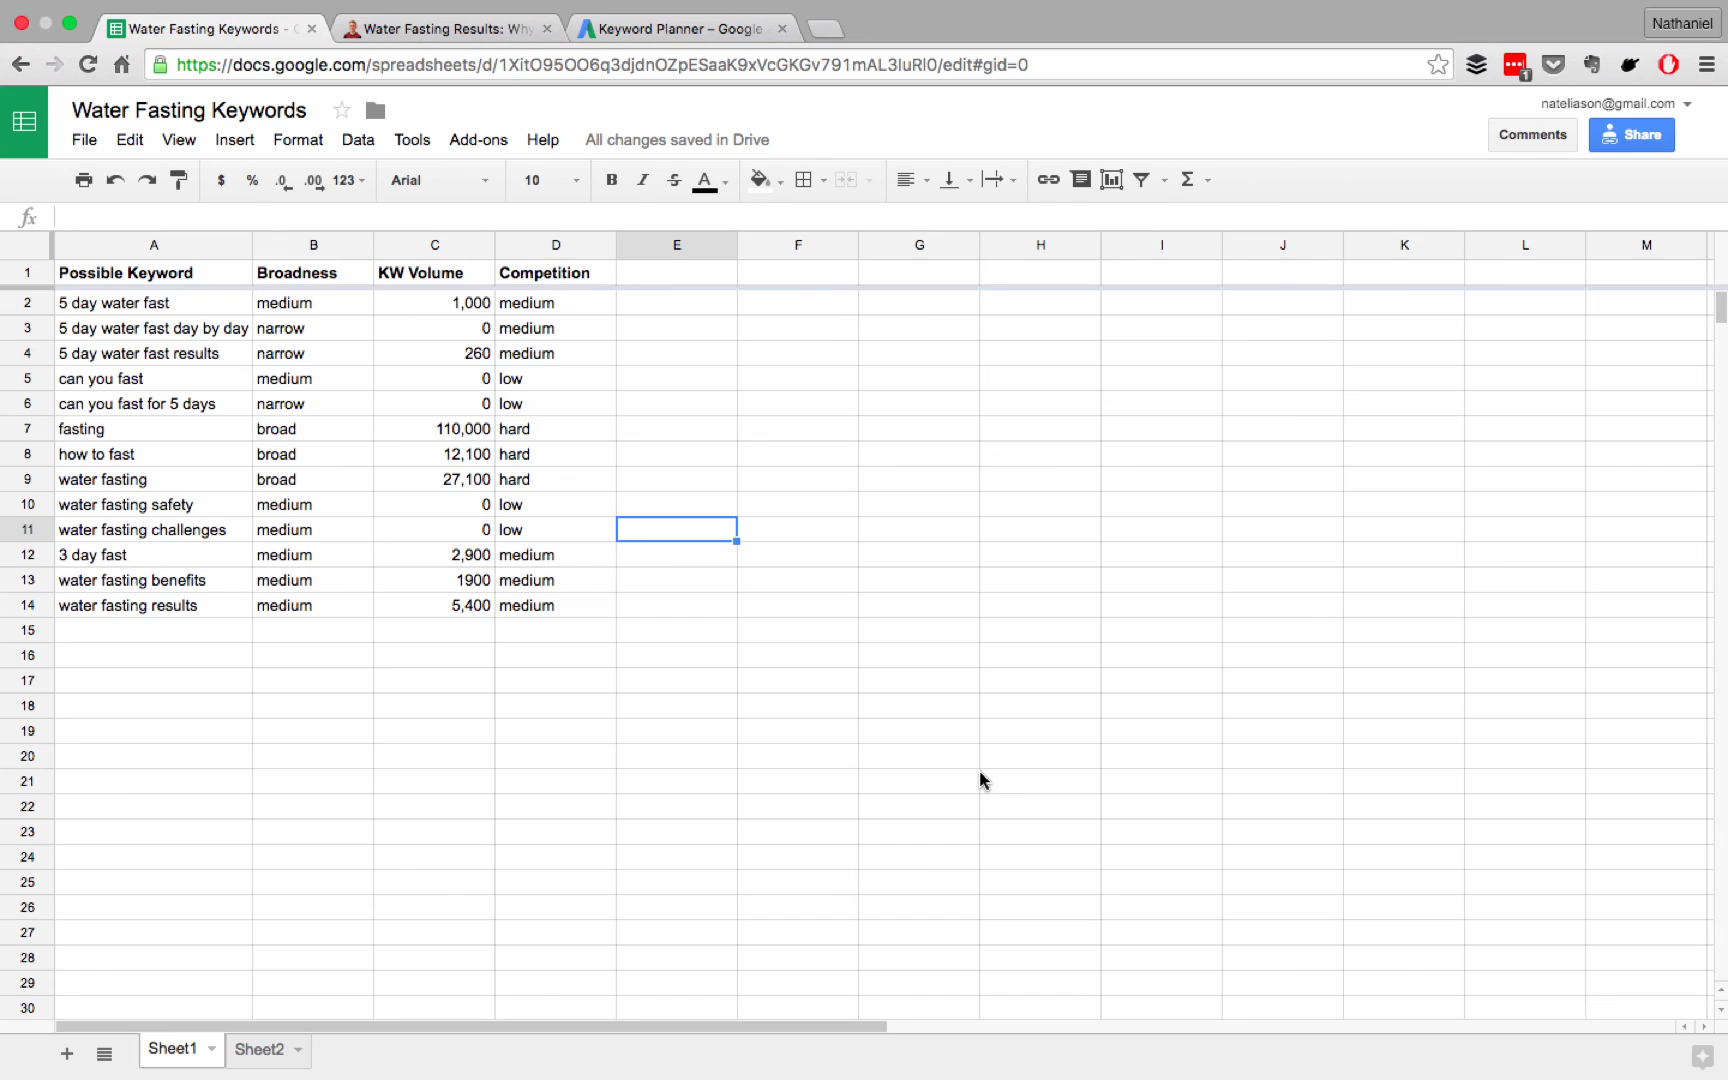 Nathaniel
Water Fasting Keywords -
Water Fasting Results: Why
Keyword Planner – Google
https://docs.google.com/spreadsheets/d/1XitO95OO6q3djdnOZpESaaK9xVcGKGv791mAL3luRI0/edit#gid=0
1
Water Fasting Keywords
nateliason@gmail.com
File Edit View Insert Format Data Tools Add-ons Help All changes saved in Drive
Comments Share
$ % .0 .00 123 Arial 10 B I S A Σ
fx
A B C D E F G H I J K L M
1 Possible Keyword Broadness KW Volume Competition
2 5 day water fast medium 1,000 medium
3 5 day water fast day by day narrow 0 medium
4 5 day water fast results narrow 260 medium
5 can you fast medium 0 low
6 can you fast for 5 days narrow 0 low
7 fasting broad 110,000 hard
8 how to fast broad 12,100 hard
9 water fasting broad 27,100 hard
10 water fasting safety medium 0 low
11 water fasting challenges medium 0 low
12 3 day fast medium 2,900 medium
13 water fasting benefits medium 1900 medium
14 water fasting results medium 5,400 medium
15
16
17
18
19
20
21
22
23
24
25
26
27
28
29
30
Sheet1 Sheet2